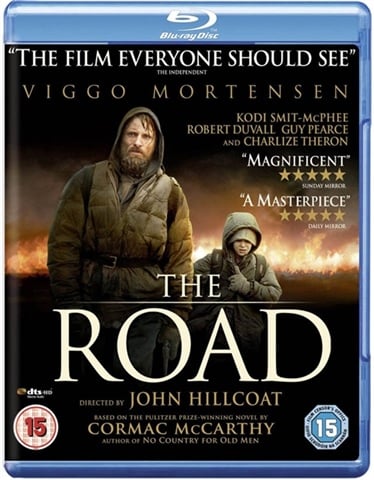 Blu-ray Disc
"THE FILM EVERYONE SHOULD SEE"
THE INDEPENDENT
VIGGO MORTENSEN
KODI SMIT-McPHEE
ROBERT DUVALL GUY PEARCE
AND CHARLIZE THERON
"MAGNIFICENT"
SUNDAY MIRROR
"A MASTERPIECE"
DAILY MIRROR
THE
ROAD
dts-HD
DIRECTED BY JOHN HILLCOAT
BASED ON THE PULITZER PRIZE-WINNING NOVEL BY
CORMAC McCARTHY
AUTHOR OF NO COUNTRY FOR OLD MEN
15
15